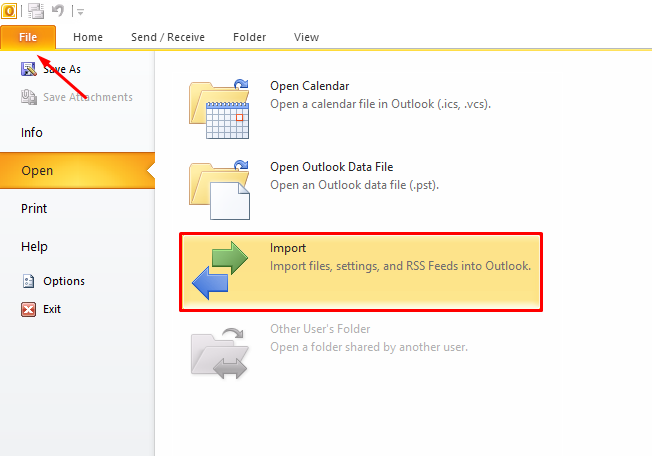 File
Home
Send / Receive
Folder
View
Save As
Save Attachments
Info
Open
Print
Help
Options
Exit
Open Calendar
Open a calendar file in Outlook (.ics, .vcs).
Open Outlook Data File
Open an Outlook data file (.pst).
Import
Import files, settings, and RSS Feeds into Outlook.
Other User's Folder
Open a folder shared by another user.